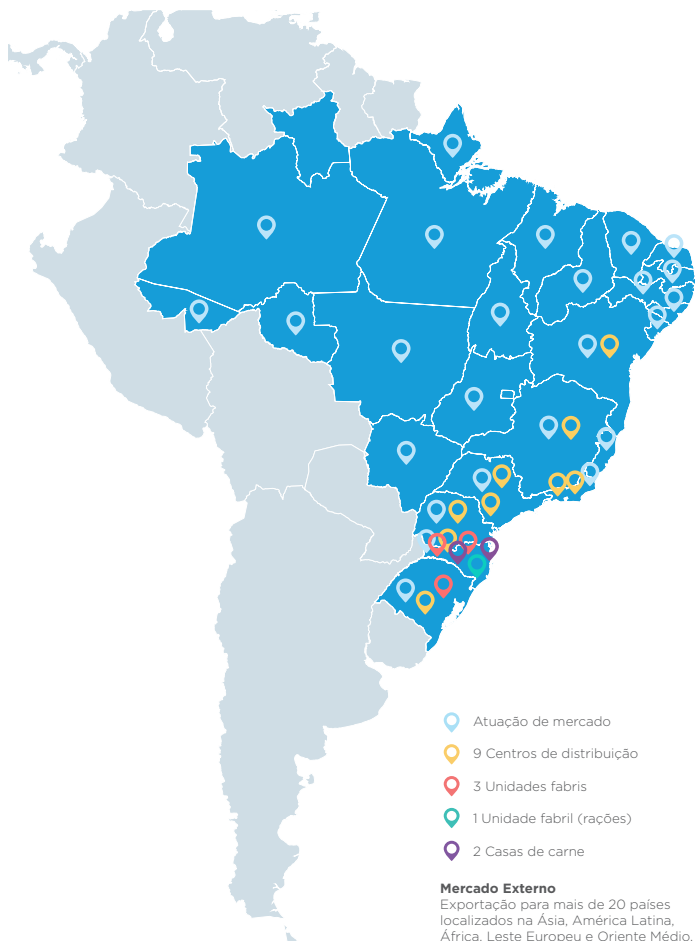 Atuação de mercado
9 Centros de distribuição
3 Unidades fabris
1 Unidade fabril (rações)
2 Casas de carne
Mercado Externo
Exportação para mais de 20 países
localizados na Ásia, América Latina,
África, Leste Europeu e Oriente Médio.